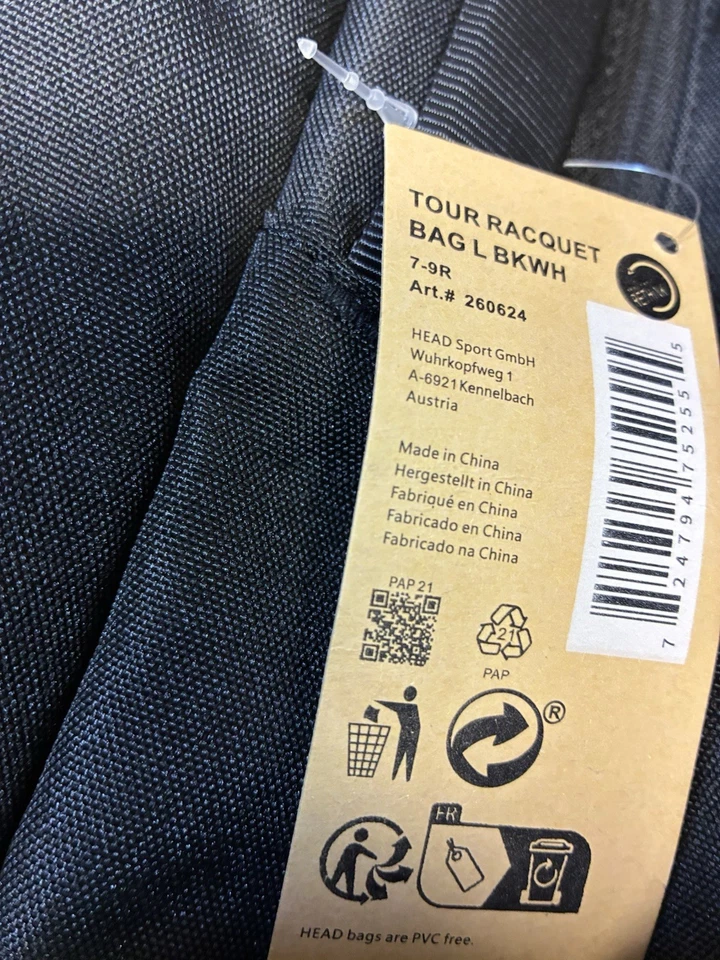 TOUR RACQUET
BAG L BKWH
7-9R
Art.# 260624
HEAD Sport GmbH
Wuhrkopfweg 1
A-6921 Kennelbach
Austria
Made in China
Hergestellt in China
Fabriqué en China
Fabricado en China
Fabricado na China
PAP 21
21
PAP
®
FR
HEAD bags are PVC free.
7 24794 75255 5